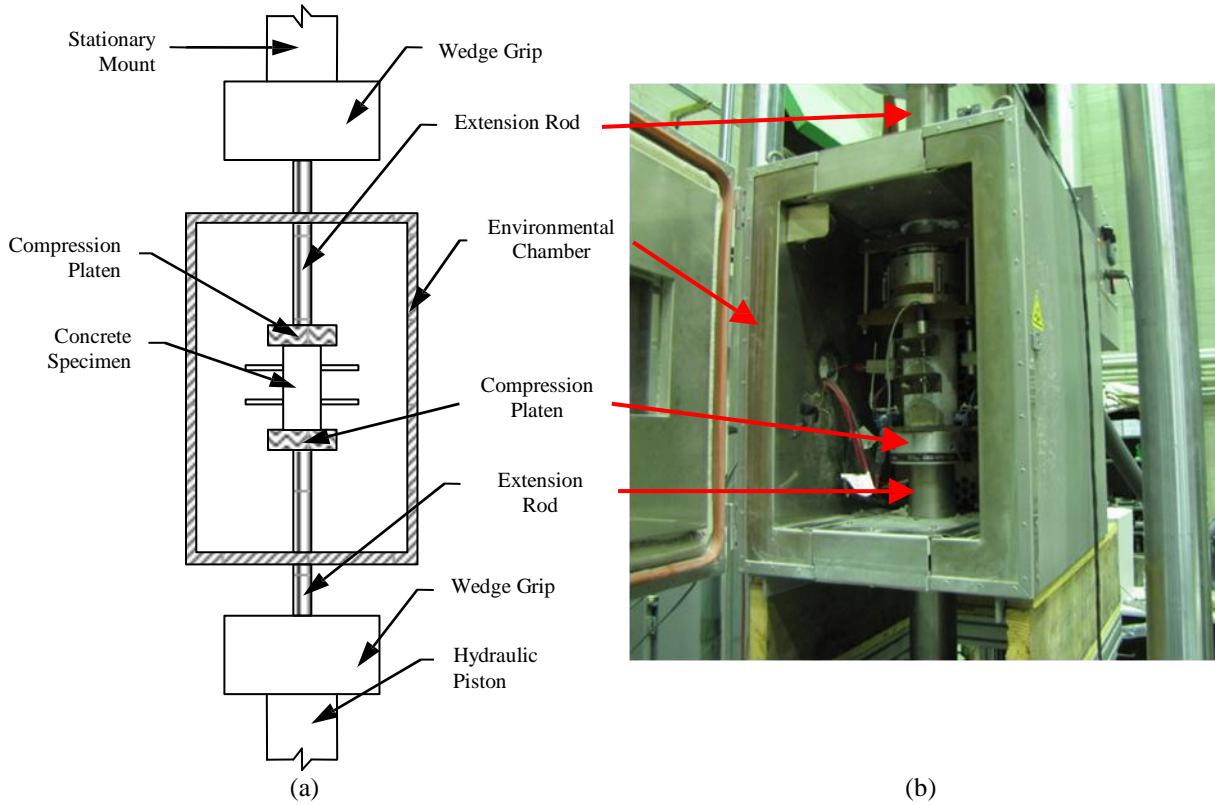 Stationary
Mount
Wedge Grip
Extension Rod
Compression
Platen
Environmental
Chamber
Concrete
Specimen
Compression
Platen
Extension
Rod
Wedge Grip
Hydraulic
Piston
(a)
(b)